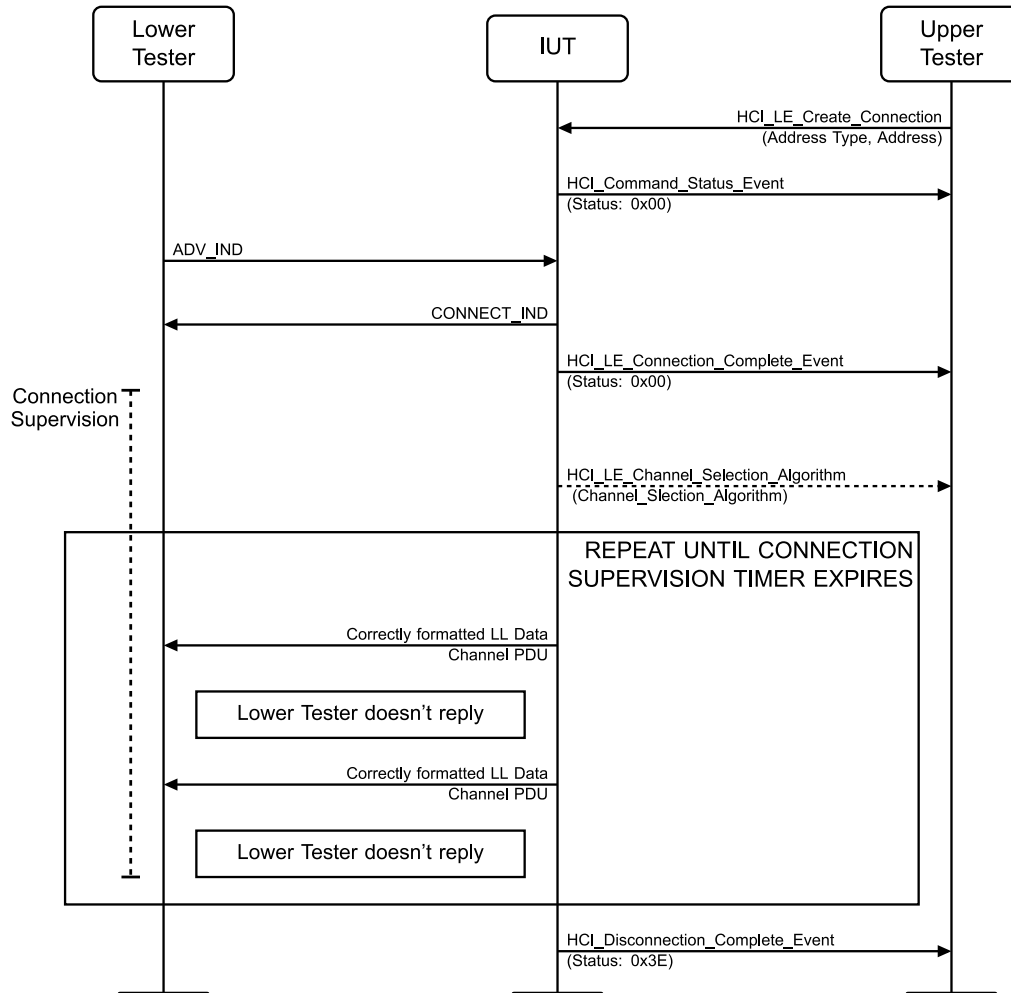 Lower
Tester
IUT
Upper
Tester
HCI_LE_Create_Connection
(Address Type, Address)
HCI_Command_Status_Event
(Status: 0x00)
ADV_IND
CONNECT_IND
HCI_LE_Connection_Complete_Event
(Status: 0x00)
Connection
Supervision
HCI_LE_Channel_Selection_Algorithm
(Channel_Slection_Algorithm)
REPEAT UNTIL CONNECTION
SUPERVISION TIMER EXPIRES
Correctly formatted LL Data
Channel PDU
Lower Tester doesn't reply
Correctly formatted LL Data
Channel PDU
Lower Tester doesn't reply
HCI_Disconnection_Complete_Event
(Status: 0x3E)